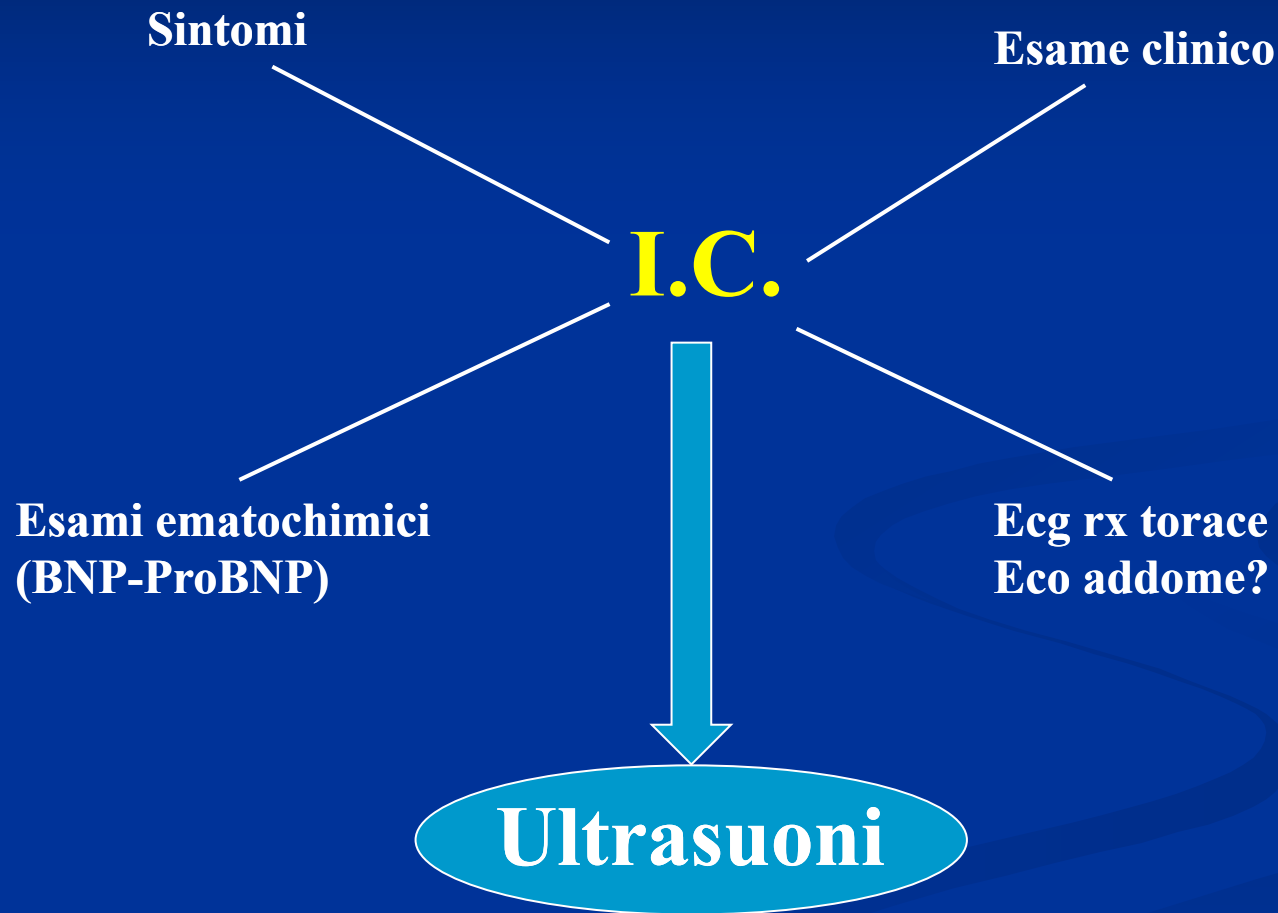 Sintomi
Esame clinico
I.C.
Esami ematochimici
(BNP-ProBNP)
Ecg rx torace
Eco addome?
Ultrasuoni